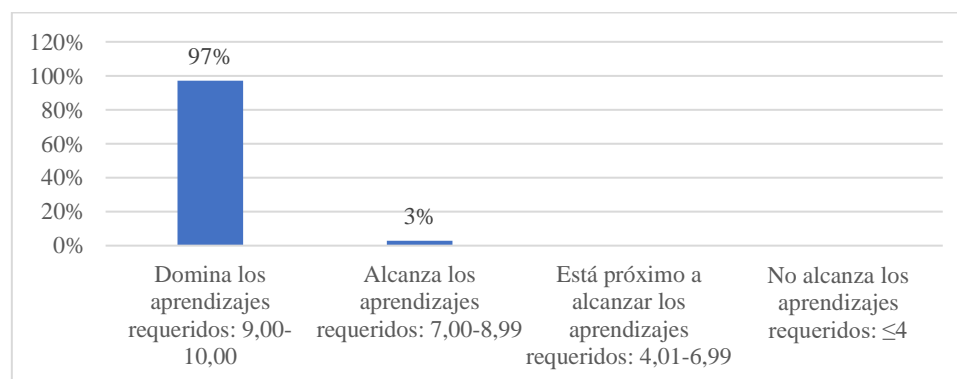 120%
100%
80%
60%
40%
20%
0%
97%
3%
Domina los
aprendizajes
requeridos: 9,00-
10,00
Alcanza los
aprendizajes
requeridos: 7,00-8,99
Está próximo a
alcanzar los
aprendizajes
requeridos: 4,01-6,99
No alcanza los
aprendizajes
requeridos: ≤4